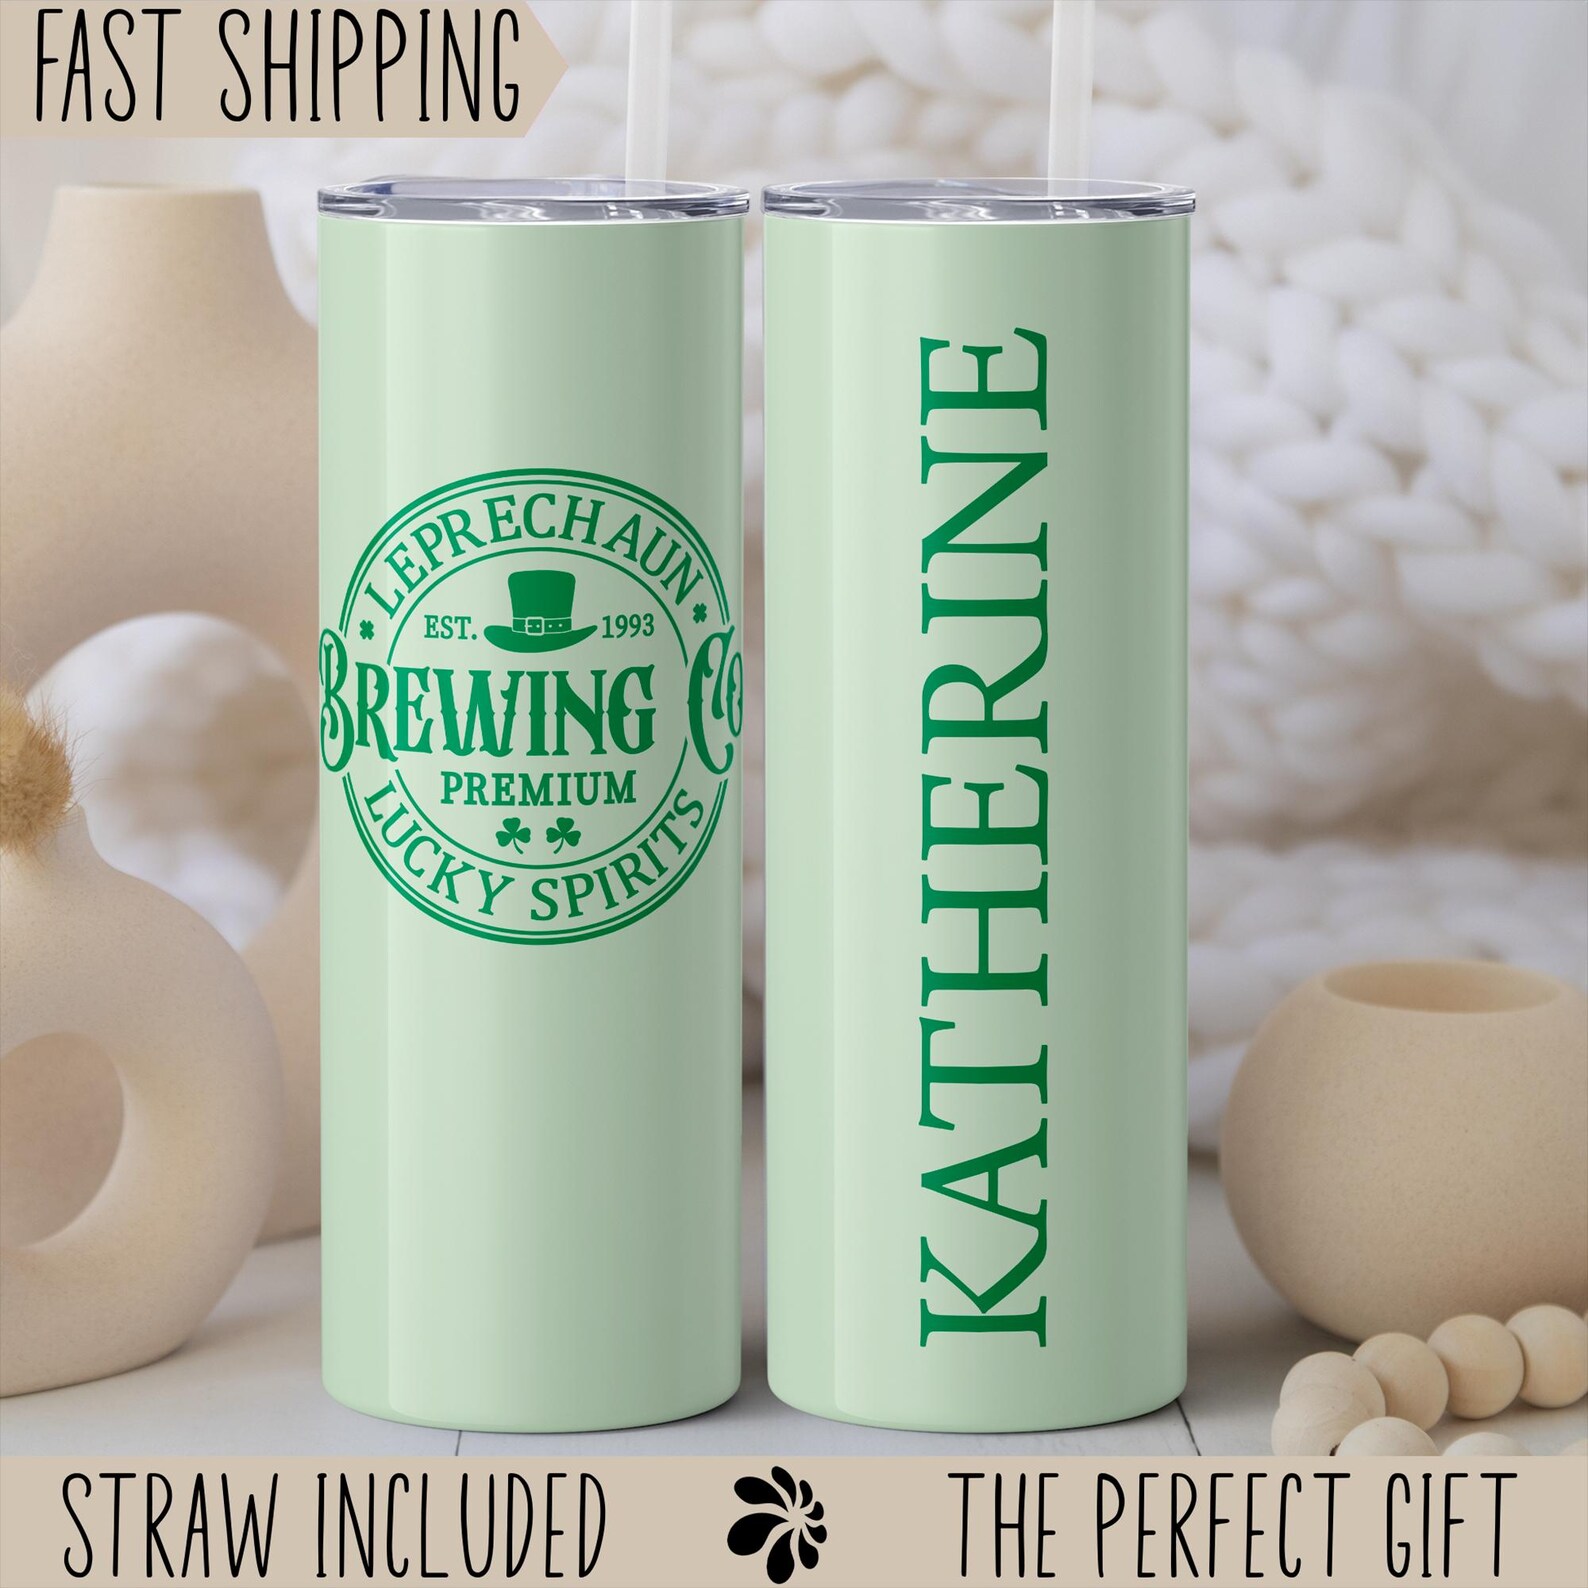 FAST SHIPPING
LEPRECHAUN
EST. 1993
BREWING CO
PREMIUM
LUCKY SPIRITS
KATHERINE
STRAW INCLUDED
THE PERFECT GIFT